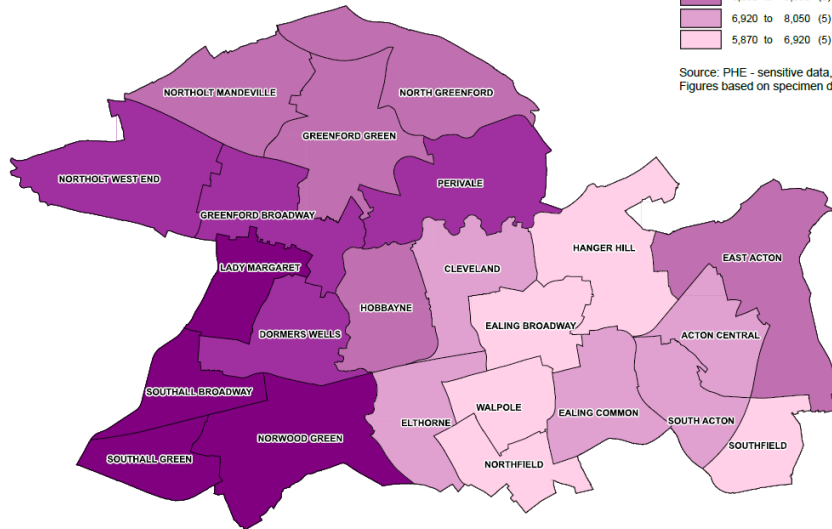 6,920 to 8,050 (5)
5,870 to 6,920 (5)
Source: PHE - sensitive data,
Figures based on specimen d
NORTHOLT MANDEVILLE
NORTH GREENFORD
GREENFORD GREEN
NORTHOLT WEST END
PERIVALE
GREENFORD BROADWAY
HANGER HILL
EAST ACTON
LADY MARGARET
CLEVELAND
HOBBAYNE
EALING BROADWAY
DORMERS WELLS
ACTON CENTRAL
SOUTHALL BROADWAY
WALPOLE
EALING COMMON
ELTHORNE
SOUTH ACTON
NORWOOD GREEN
SOUTHFIELD
SOUTHALL GREEN
NORTHFIELD